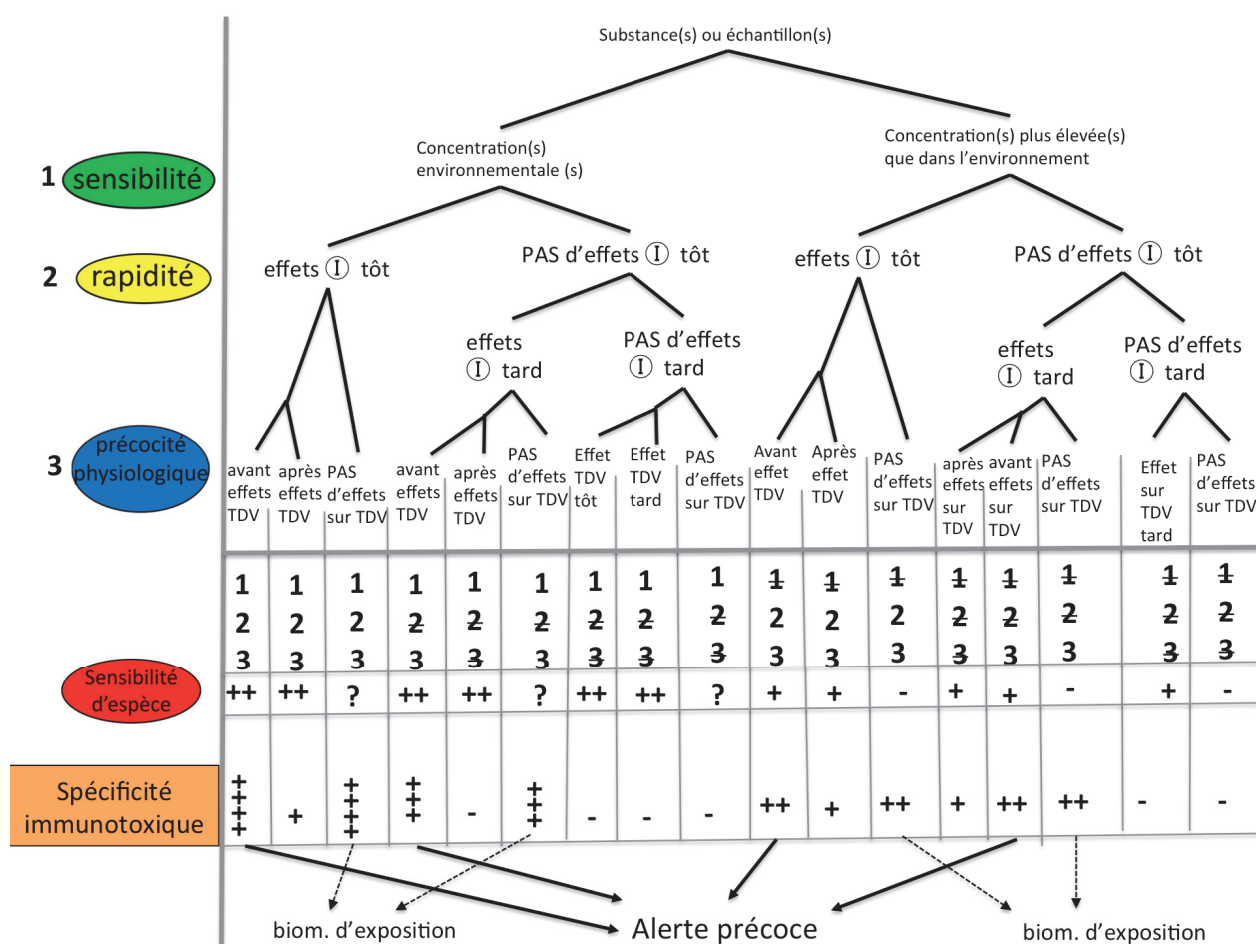 Substance(s) ou échantillon(s)
1 sensibilité
Concentration(s)
environnementale (s)
Concentration(s) plus élevée(s)
que dans l'environnement
2 rapidité
effets Ⓘ tôt
PAS d'effets Ⓘ tôt
effets Ⓘ tôt
PAS d'effets Ⓘ tôt
effets
Ⓘ tard
PAS d'effets
Ⓘ tard
effets
Ⓘ tard
PAS d'effets
Ⓘ tard
3 précocité
physiologique
avant
effets
TDV
après
effets
TDV
PAS
d'effets
sur TDV
avant
effets
TDV
après
effets
TDV
PAS
d'effets
sur TDV
Effet
TDV
tôt
Effet
TDV
tard
PAS
d'effets
sur TDV
Avant
effet
TDV
Après
effet
TDV
PAS
d'effets
sur TDV
après
effets
sur
TDV
avant
effets
sur
TDV
PAS
d'effets
sur TDV
Effet
sur
TDV
tard
PAS
d'effets
sur TDV
1 1 1 1 1 1 1 1 1 1 1 1 1 1 1 1 1
2 2 2 2 2 2 2 2 2 2 2 2 2 2 2 2 2
3 3 3 3 3 3 3 3 3 3 3 3 3 3 3 3 3
Sensibilité
d'espèce
++ ++ ? ++ ++ ? ++ ++ ? + + - + + - + -
Spécificité
immunotoxique
++++ + ++++ +++ - +++ - - - ++ + ++ + ++ ++ - -
biom. d'exposition
Alerte précoce
biom. d'exposition